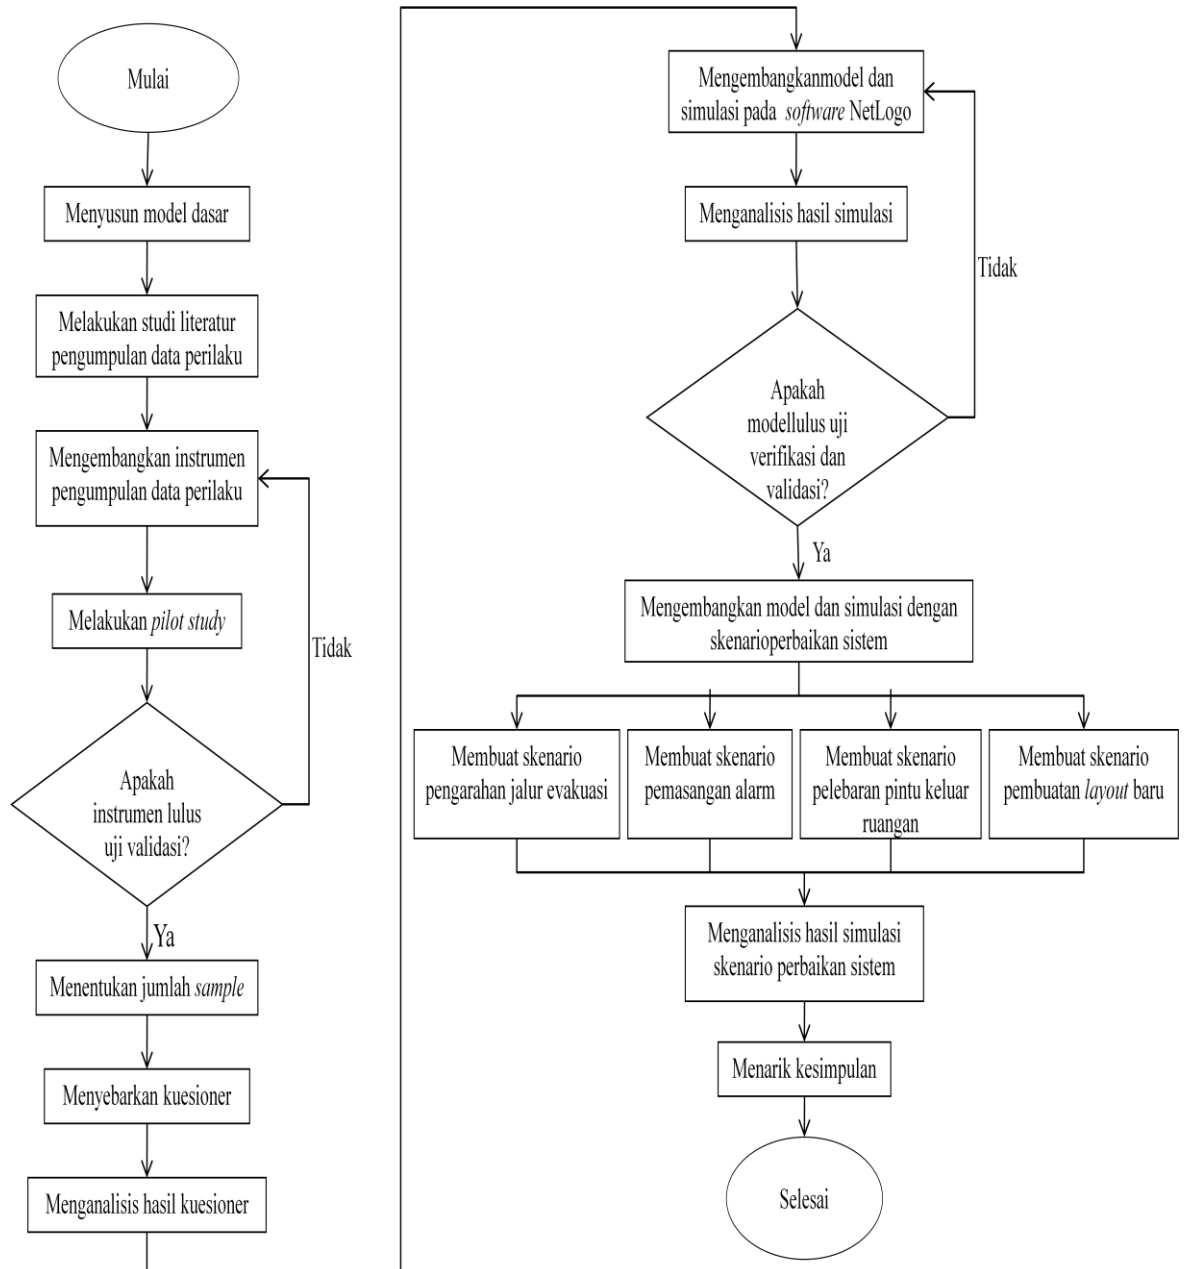 Mulai
Menyusun model dasar
Melakukan studi literatur
pengumpulan data perilaku
Mengembangkan instrumen
pengumpulan data perilaku
Melakukan pilot study
Tidak
Apakah
instrumen lulus
uji validasi?
Ya
Menentukan jumlah sample
Menyebarkan kuesioner
Menganalisis hasil kuesioner
Mengembangkanmodel dan
simulasi pada software NetLogo
Menganalisis hasil simulasi
Tidak
Apakah
modellulus uji
verifikasi dan
validasi?
Ya
Mengembangkan model dan simulasi dengan
skenarioperbaikan sistem
Membuat skenario
pengarahan jalur evakuasi
Membuat skenario
pemasangan alarm
Membuat skenario
pelebaran pintu keluar
ruangan
Membuat skenario
pembuatan layout baru
Menganalisis hasil simulasi
skenario perbaikan sistem
Menarik kesimpulan
Selesai